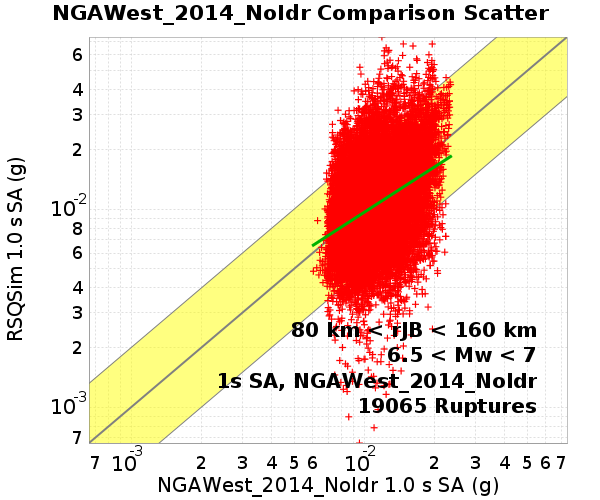 NGAWest_2014_NoIdr Comparison Scatter
RSQSim 1.0 s SA (g)
6
4
3
2
10-2
8
6
4
3
2
10-3
7
80 km < rJB < 160 km
6.5 < Mw < 7
1s SA, NGAWest_2014_NoIdr
19065 Ruptures
7 10-3 2 3 4 5 6 10-2 2 3 4 5 6 7
NGAWest_2014_NoIdr 1.0 s SA (g)